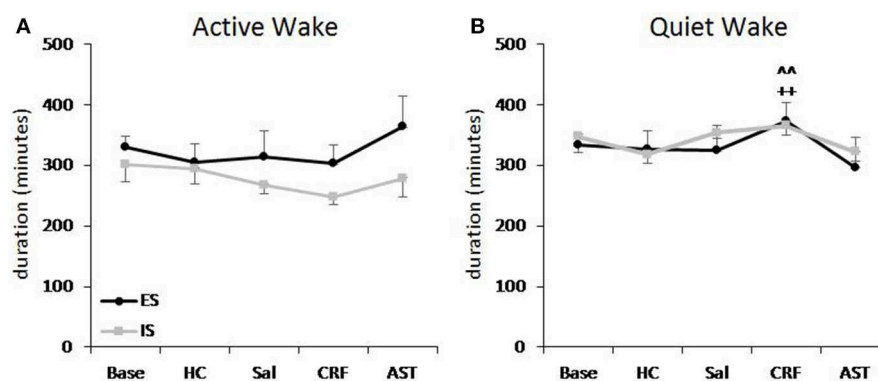 A
Active Wake
500
400
300
200
100
0
duration (minutes)
ES
IS
Base HC Sal CRF AST
B
Quiet Wake
500
400
300
200
100
0
duration (minutes)
^^
‡‡
Base HC Sal CRF AST